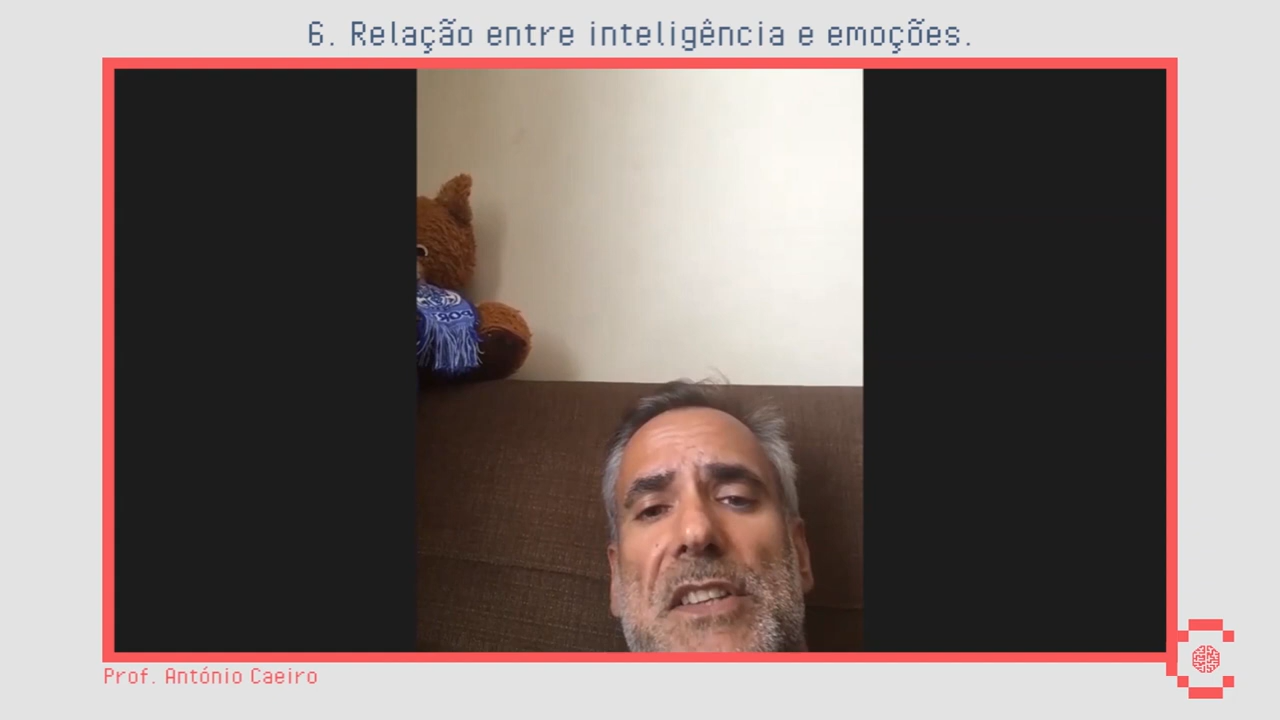 6. Relação entre inteligência e emoções.
Prof. António Caeiro